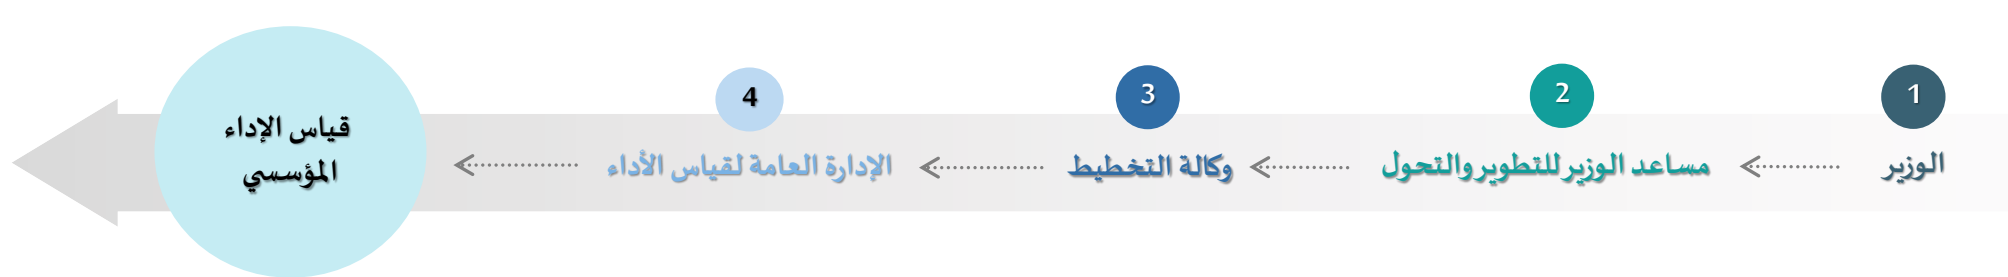 1
الوزير
2
مساعد الوزير للتطوير والتحول
3
وكالة التخطيط
4
الإدارة العامة لقياس الأداء
قياس الإداء
المؤسسي